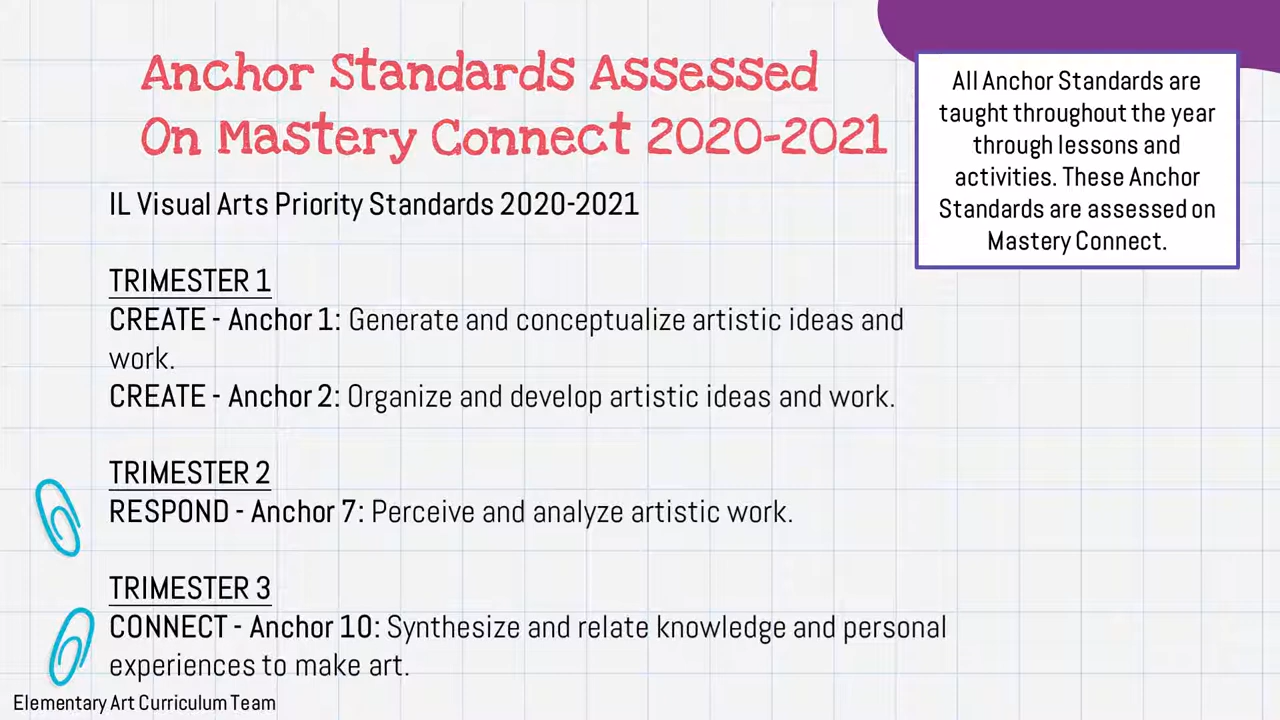 Anchor Standards Assessed
On Mastery Connect 2020-2021
All Anchor Standards are
taught throughout the year
through lessons and
activities. These Anchor
Standards are assessed on
Mastery Connect.
IL Visual Arts Priority Standards 2020-2021
TRIMESTER 1
CREATE - Anchor 1: Generate and conceptualize artistic ideas and
work.
CREATE - Anchor 2: Organize and develop artistic ideas and work.
TRIMESTER 2
RESPOND - Anchor 7: Perceive and analyze artistic work.
TRIMESTER 3
CONNECT - Anchor 10: Synthesize and relate knowledge and personal
experiences to make art.
Elementary Art Curriculum Team